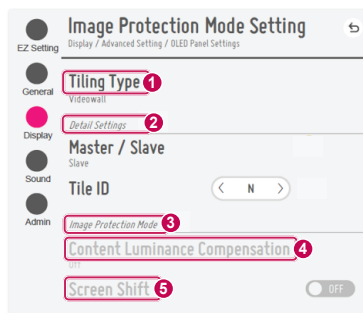 Image Protection Mode Setting
Display / Advanced Setting / OLED Panel Settings
EZ Setting
General
Display
Sound
Admin
Tiling Type 1
Videowall
Detail Settings 2
Master / Slave
Slave
Tile ID
< N >
Image Protection Mode 3
Content Luminance Compensation 4
Off
Screen Shift 5
OFF